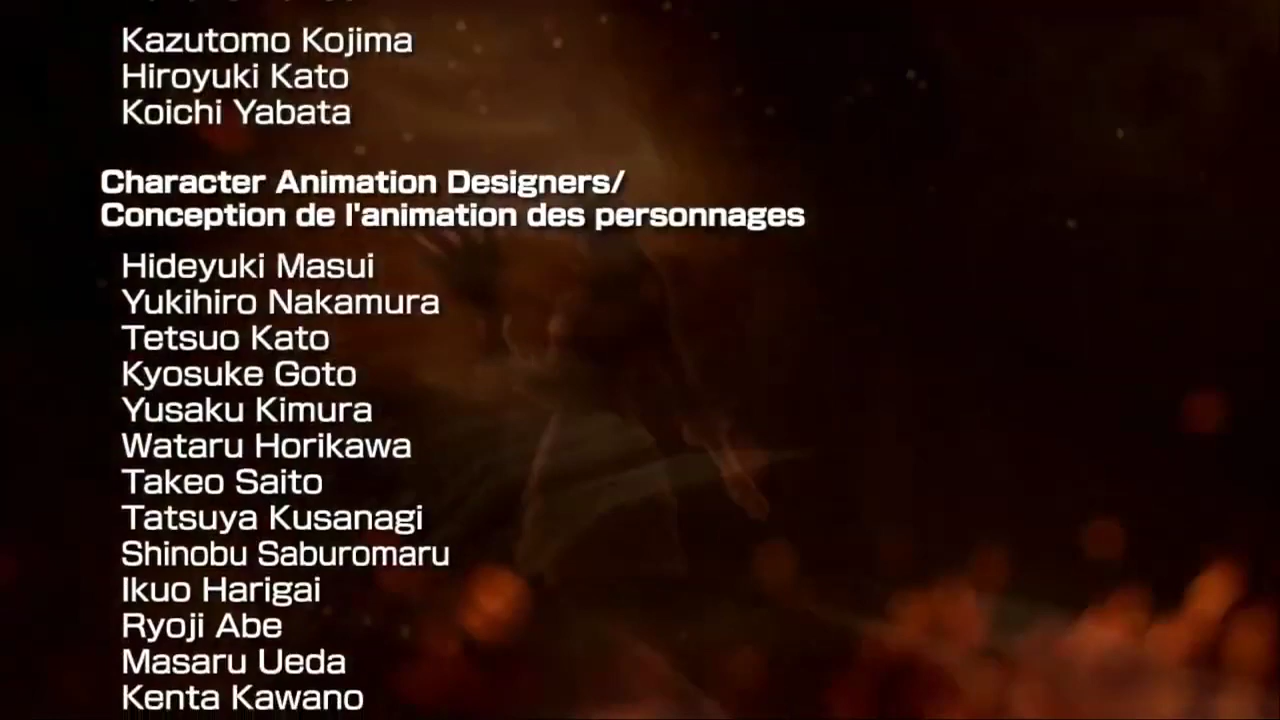 Kazutomo Kojima
Hiroyuki Kato
Koichi Yabata
Character Animation Designers/
Conception de l'animation des personnages
Hideyuki Masui
Yukihiro Nakamura
Tetsuo Kato
Kyosuke Goto
Yusaku Kimura
Wataru Horikawa
Takeo Saito
Tatsuya Kusanagi
Shinobu Saburomaru
Ikuo Harigai
Ryoji Abe
Masaru Ueda
Kenta Kawano